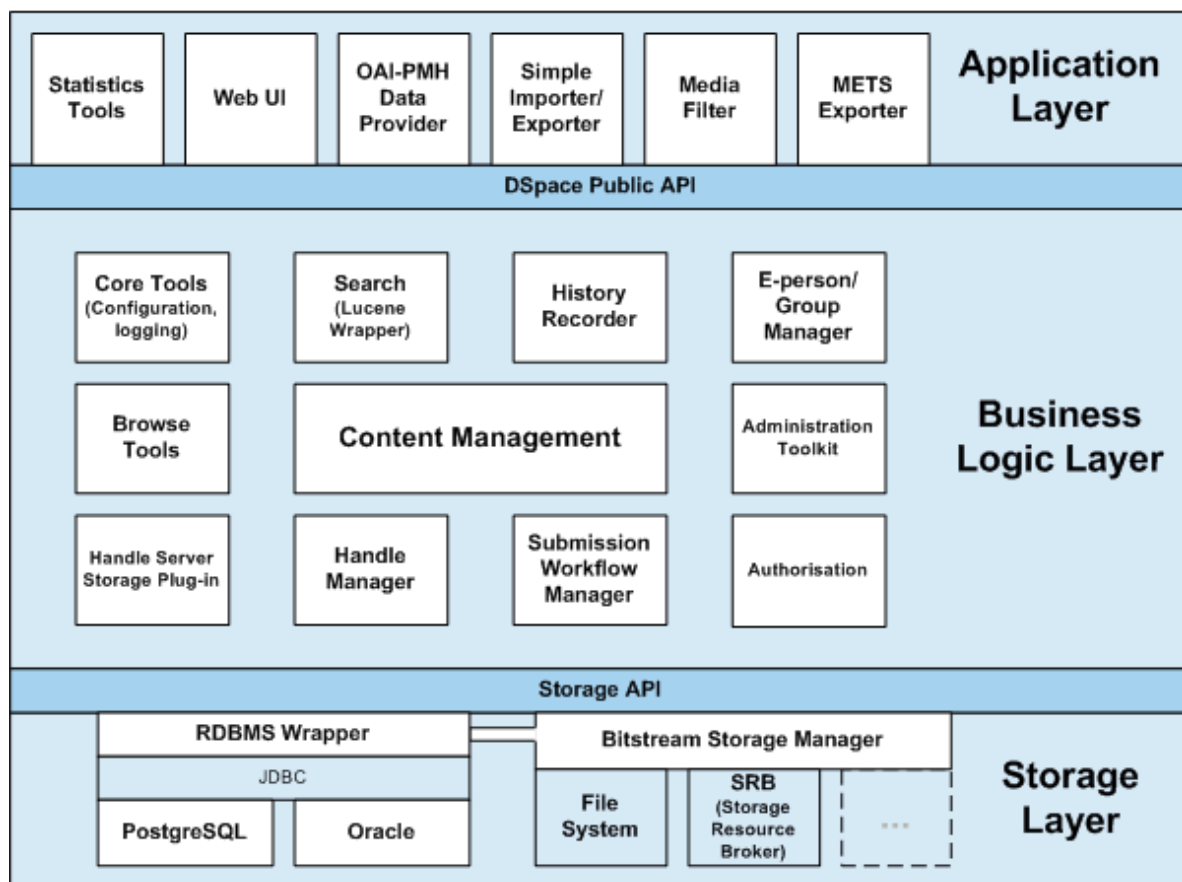 Statistics
Tools
Web UI
OAI-PMH
Data
Provider
Simple
Importer/
Exporter
Media
Filter
METS
Exporter
Application
Layer
DSpace Public API
Core Tools
(Configuration,
logging)
Search
(Lucene
Wrapper)
History
Recorder
E-person/
Group
Manager
Browse
Tools
Content Management
Administration
Toolkit
Business
Logic Layer
Handle Server
Storage Plug-in
Handle
Manager
Submission
Workflow
Manager
Authorisation
Storage API
RDBMS Wrapper
JDBC
PostgreSQL
Oracle
Bitstream Storage Manager
File
System
SRB
(Storage
Resource
Broker)
...
Storage
Layer